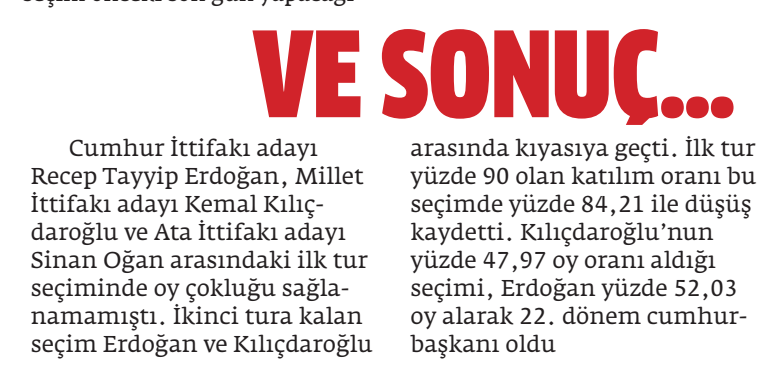 VE SONUÇ...
Cumhur İttifakı adayı
Recep Tayyip Erdoğan, Millet
İttifakı adayı Kemal Kılıç-
daroğlu ve Ata İttifakı adayı
Sinan Oğan arasındaki ilk tur
seçiminde oy çokluğu sağla-
namamıştı. İkinci tura kalan
seçim Erdoğan ve Kılıçdaroğlu
arasında kıyasıya geçti. İlk tur
yüzde 90 olan katılım oranı bu
seçimde yüzde 84,21 ile düşüş
kaydetti. Kılıçdaroğlu’nun
yüzde 47,97 oy oranı aldığı
seçimi, Erdoğan yüzde 52,03
oy alarak 22. dönem cumhur-
başkanı oldu